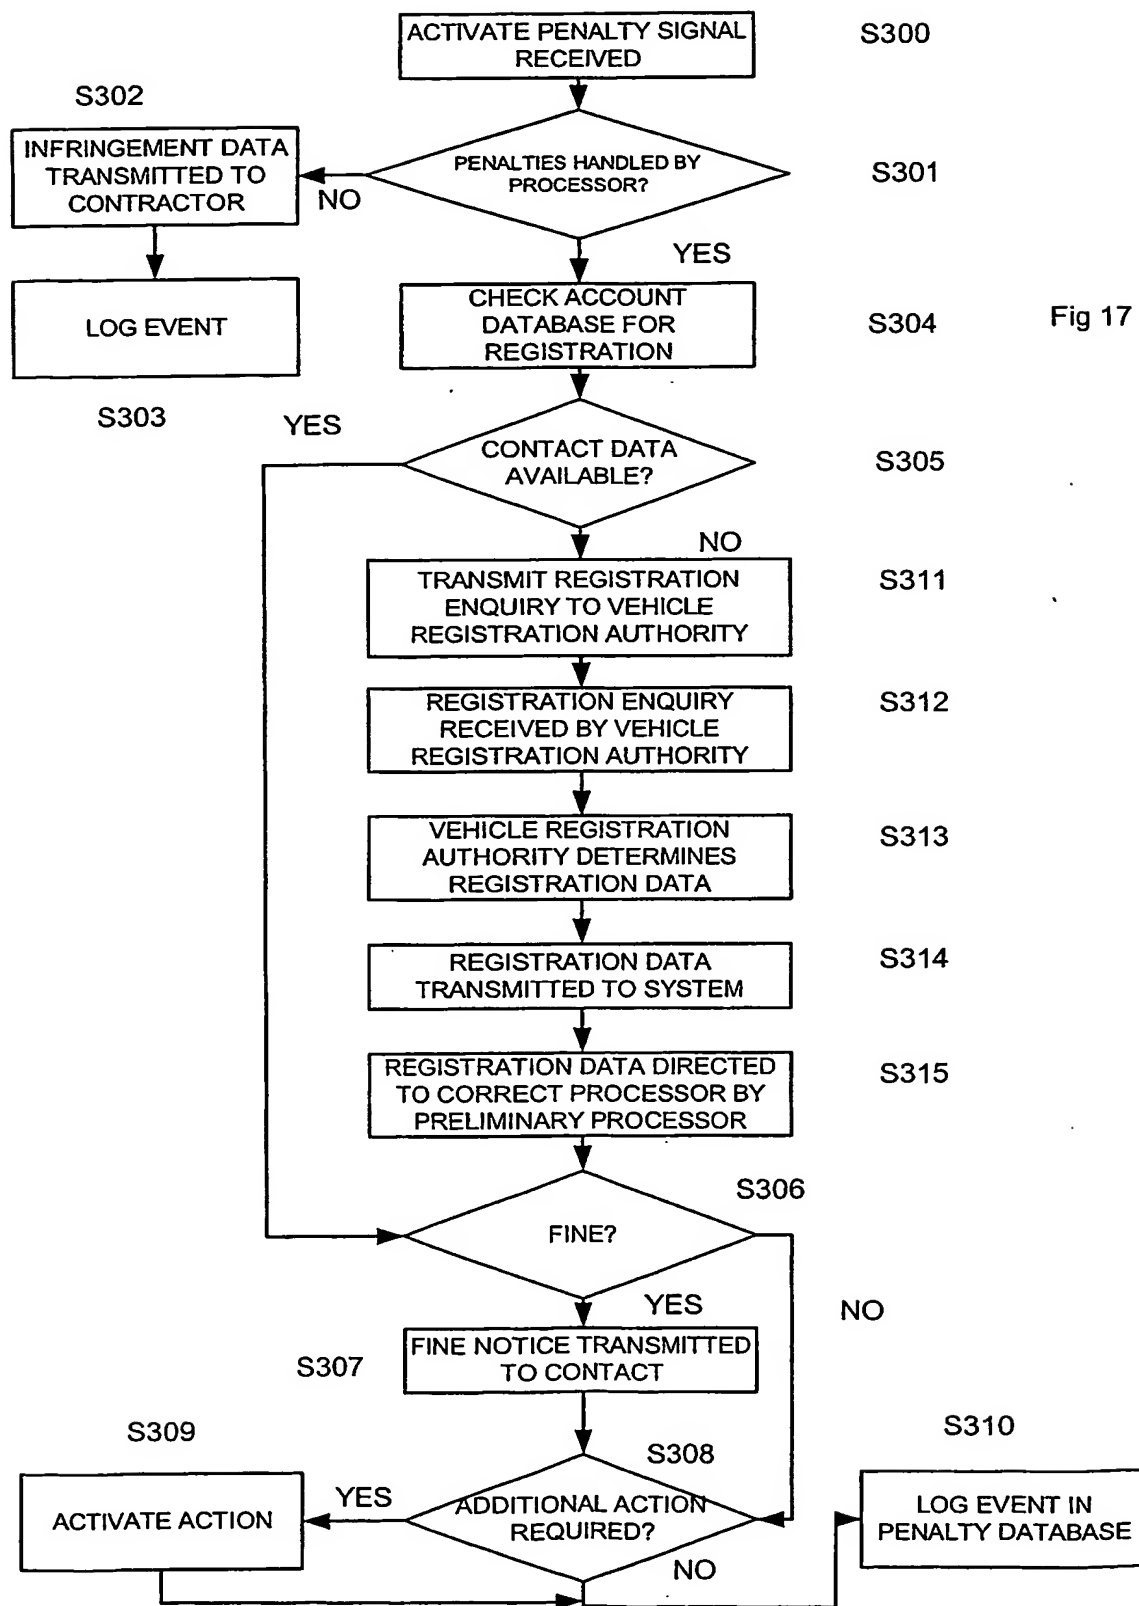 ACTIVATE PENALTY SIGNAL
RECEIVED
S300
S302
INFRINGEMENT DATA
TRANSMITTED TO
CONTRACTOR
NO
PENALTIES HANDLED BY
PROCESSOR?
S301
YES
LOG EVENT
S303
CHECK ACCOUNT
DATABASE FOR
REGISTRATION
S304
Fig 17
YES
CONTACT DATA
AVAILABLE?
S305
NO
TRANSMIT REGISTRATION
ENQUIRY TO VEHICLE
REGISTRATION AUTHORITY
S311
REGISTRATION ENQUIRY
RECEIVED BY VEHICLE
REGISTRATION AUTHORITY
S312
VEHICLE REGISTRATION
AUTHORITY DETERMINES
REGISTRATION DATA
S313
REGISTRATION DATA
TRANSMITTED TO SYSTEM
S314
REGISTRATION DATA DIRECTED
TO CORRECT PROCESSOR BY
PRELIMINARY PROCESSOR
S315
S306
FINE?
YES
NO
FINE NOTICE TRANSMITTED
TO CONTACT
S307
S309
S308
S310
ACTIVATE ACTION
YES
ADDITIONAL ACTION
REQUIRED?
NO
LOG EVENT IN
PENALTY DATABASE